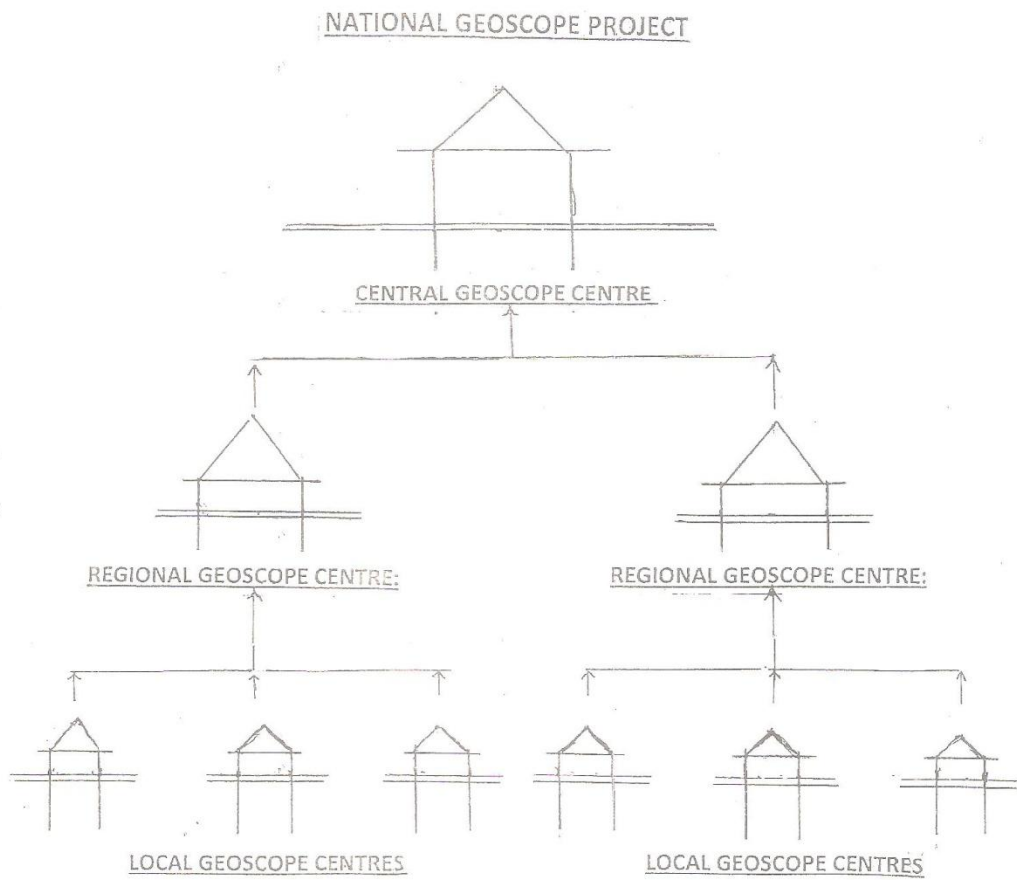 NATIONAL GEOSCOPE PROJECT
CENTRAL GEOSCOPE CENTRE
REGIONAL GEOSCOPE CENTRE:
REGIONAL GEOSCOPE CENTRE:
LOCAL GEOSCOPE CENTRES
LOCAL GEOSCOPE CENTRES